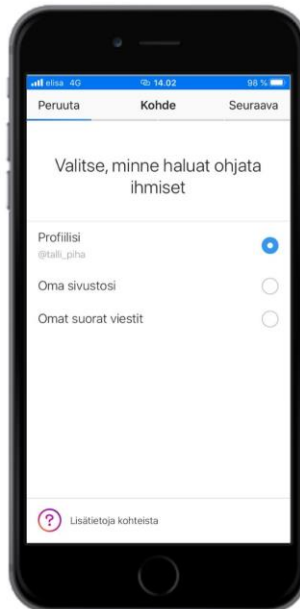 elisa 4G 14.02 98 %
Peruuta Kohde Seuraava
Valitse, minne haluat ohjata
ihmiset
Profiilisi
@talli_piha
Oma sivustosi
Omat suorat viestit
? Lisätietoja kohteista